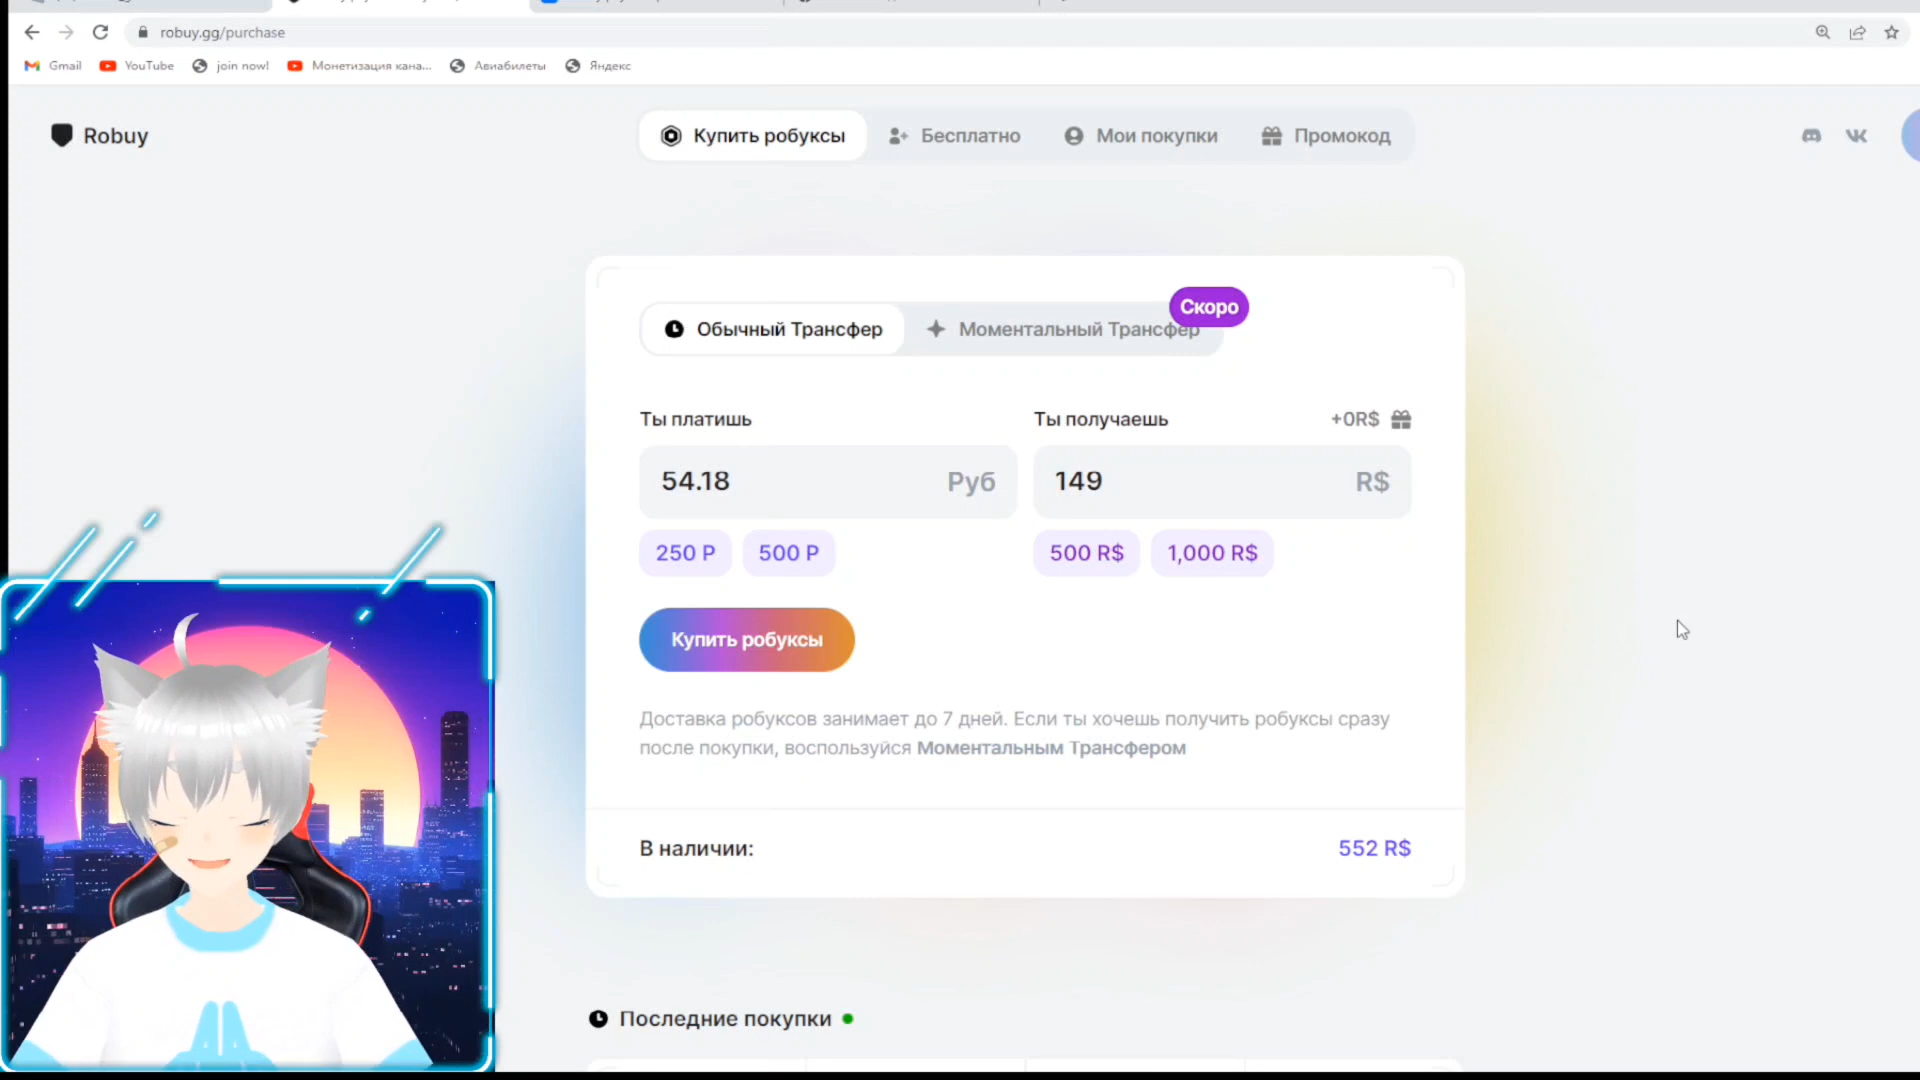 robuy.gg/purchase
Gmail YouTube join now! Монетизация кана... Авиабилеты Яндекс
Robuy Купить робуксы Бесплатно Мои покупки Промокод
Скоро
Обычный Трансфер Моментальный Трансфер
Ты платишь Ты получаешь +0R$
54.18 Руб 149 R$
250 Р 500 Р 500 R$ 1,000 R$
Купить робуксы
Доставка робуксов занимает до 7 дней. Если ты хочешь получить робуксы сразу
после покупки, воспользуйся Моментальным Трансфером
В наличии: 552 R$
Последние покупки